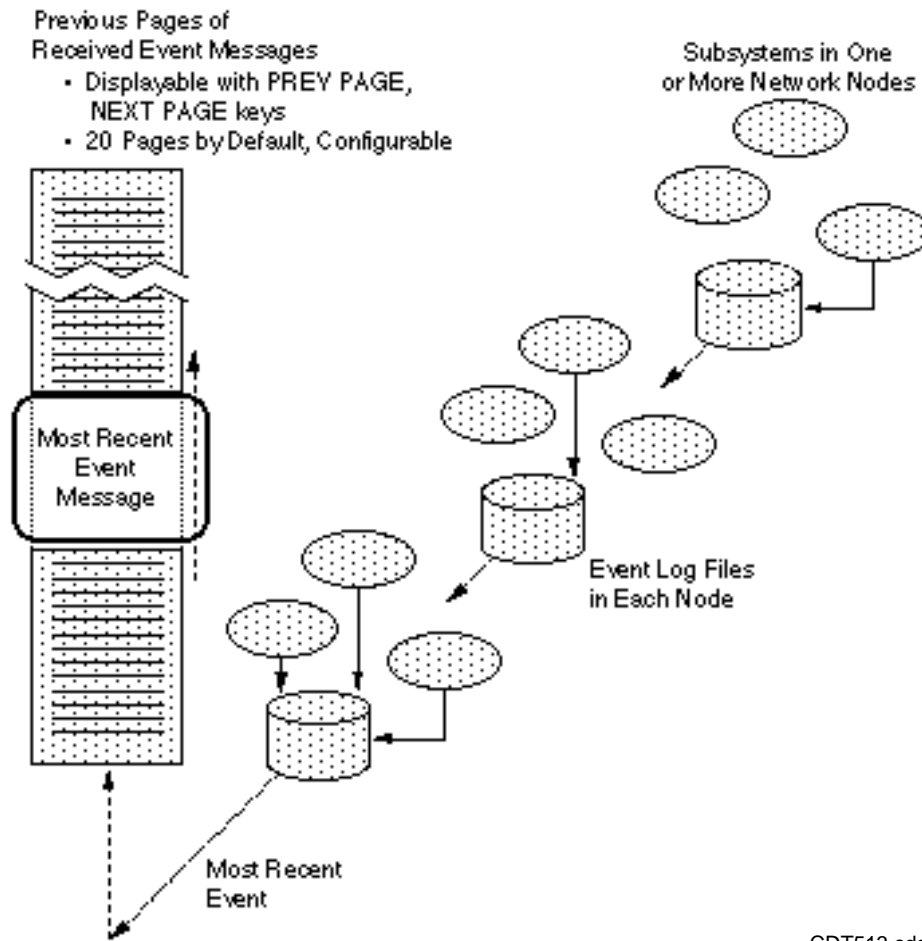 Previous Pages of
Received Event Messages
• Displayable with PREV PAGE,
NEXT PAGE keys
• 20 Pages by Default, Configurable
Subsystems in One
or More Network Nodes
Most Recent
Event
Message
Event Log Files
in Each Node
Most Recent
Event